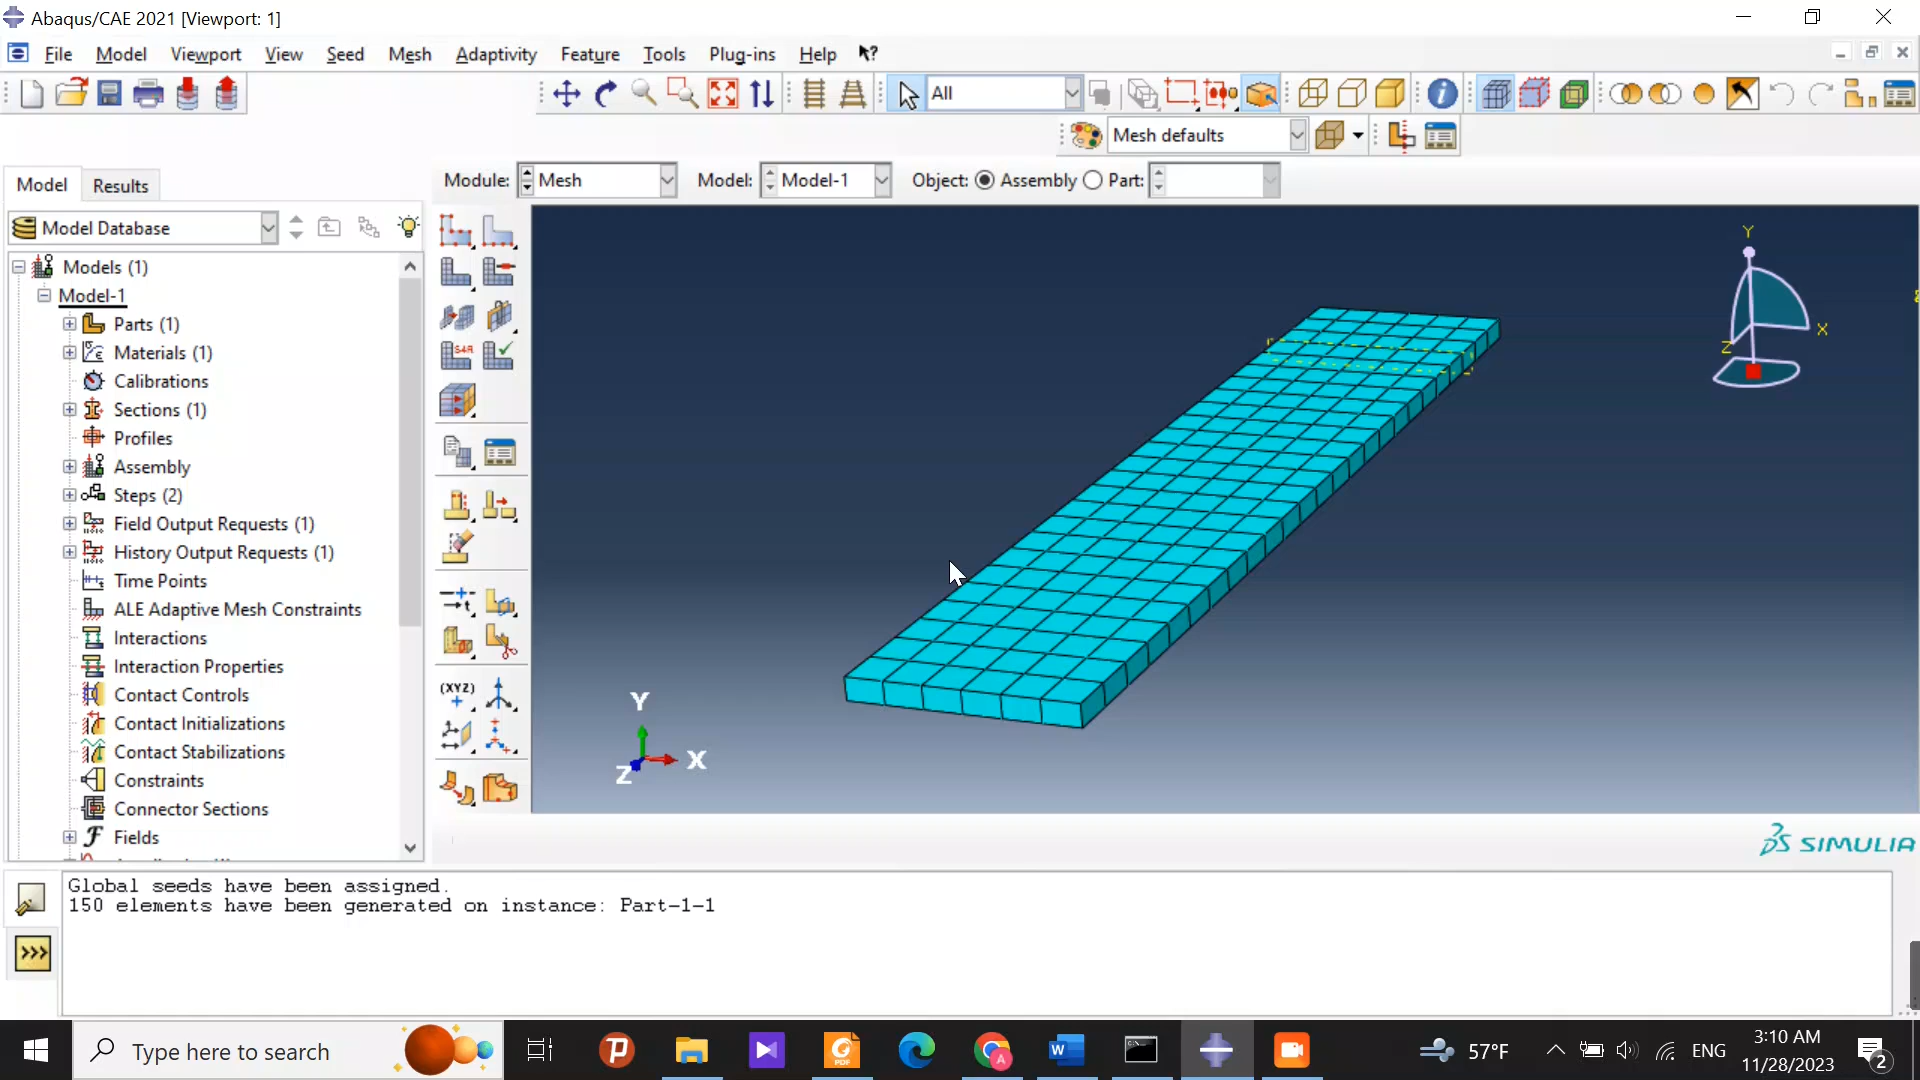 Abaqus/CAE 2021 [Viewport: 1]
File Model Viewport View Seed Mesh Adaptivity Feature Tools Plug-ins Help
All
Mesh defaults
Model Results
Module: Mesh Model: Model-1 Object: Assembly Part:
Model Database
Models (1)
Model-1
Parts (1)
Materials (1)
Calibrations
Sections (1)
Profiles
Assembly
Steps (2)
Field Output Requests (1)
History Output Requests (1)
Time Points
ALE Adaptive Mesh Constraints
Interactions
Interaction Properties
Contact Controls
Contact Initializations
Contact Stabilizations
Constraints
Connector Sections
Fields
S4R
(XYZ)
Y
X
Z
Y
X
Z
SIMULIA
Global seeds have been assigned.
150 elements have been generated on instance: Part-1-1
>>>
Type here to search
57°F
ENG
3:10 AM
11/28/2023
2